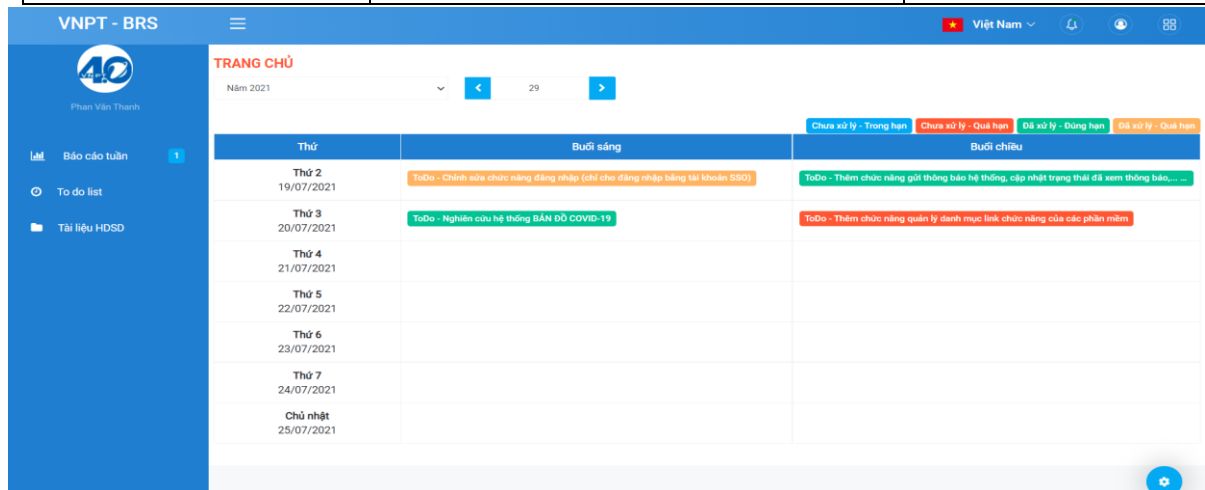 VNPT - BRS
Việt Nam
VNPT 4.0
Phan Văn Thanh
Báo cáo tuần 1
To do list
Tài liệu HDSD
TRANG CHỦ
Năm 2021
29
Chưa xử lý - Trong hạn Chưa xử lý - Quá hạn Đã xử lý - Đúng hạn Đã xử lý - Quá hạn
Thứ Buổi sáng Buổi chiều
Thứ 2
19/07/2021
ToDo - Chỉnh sửa chức năng đăng nhập (chỉ cho đăng nhập bằng tài khoản SSO)
ToDo - Thêm chức năng gửi thông báo hệ thống, cập nhật trạng thái đã xem thông báo,... ...
Thứ 3
20/07/2021
ToDo - Nghiên cứu hệ thống BẢN ĐỒ COVID-19
ToDo - Thêm chức năng quản lý danh mục link chức năng của các phần mềm
Thứ 4
21/07/2021
Thứ 5
22/07/2021
Thứ 6
23/07/2021
Thứ 7
24/07/2021
Chủ nhật
25/07/2021